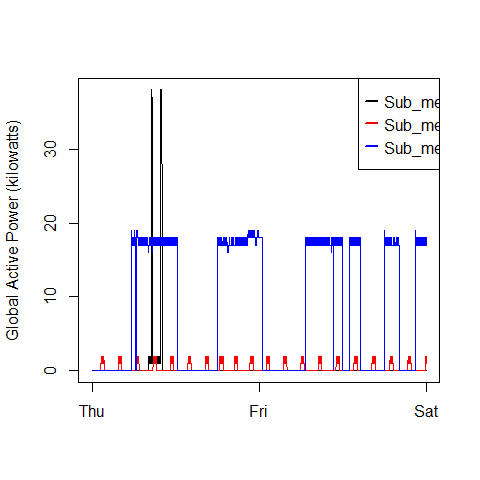 Global Active Power (kilowatts)
30
20
10
0
Sub_me
Sub_me
Sub_me
Thu Fri Sat